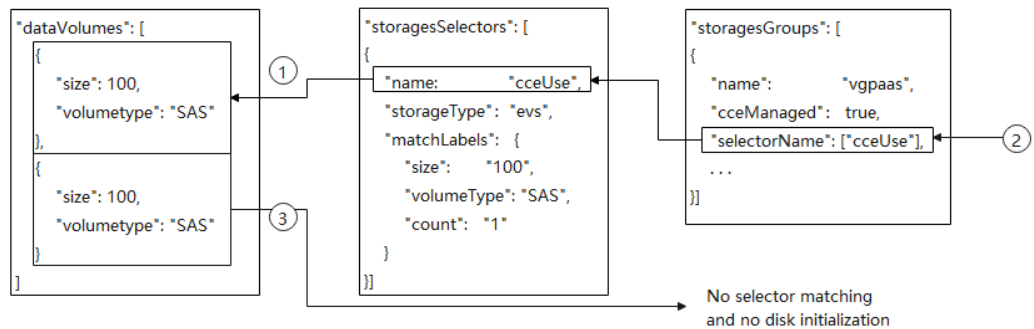 "dataVolumes": [
{
"size": 100,
"volumetype": "SAS"
},
{
"size": 100,
"volumetype": "SAS"
}
]
①
③
"storagesSelectors": [
{
"name: "cceUse",
"storageType": "evs",
"matchLabels": {
"size": "100",
"volumeType": "SAS",
"count": "1"
}
}]
"storagesGroups": [
{
"name": "vgpaas",
"cceManaged": true,
"selectorName": ["cceUse"],
...
}]
②
No selector matching
and no disk initialization